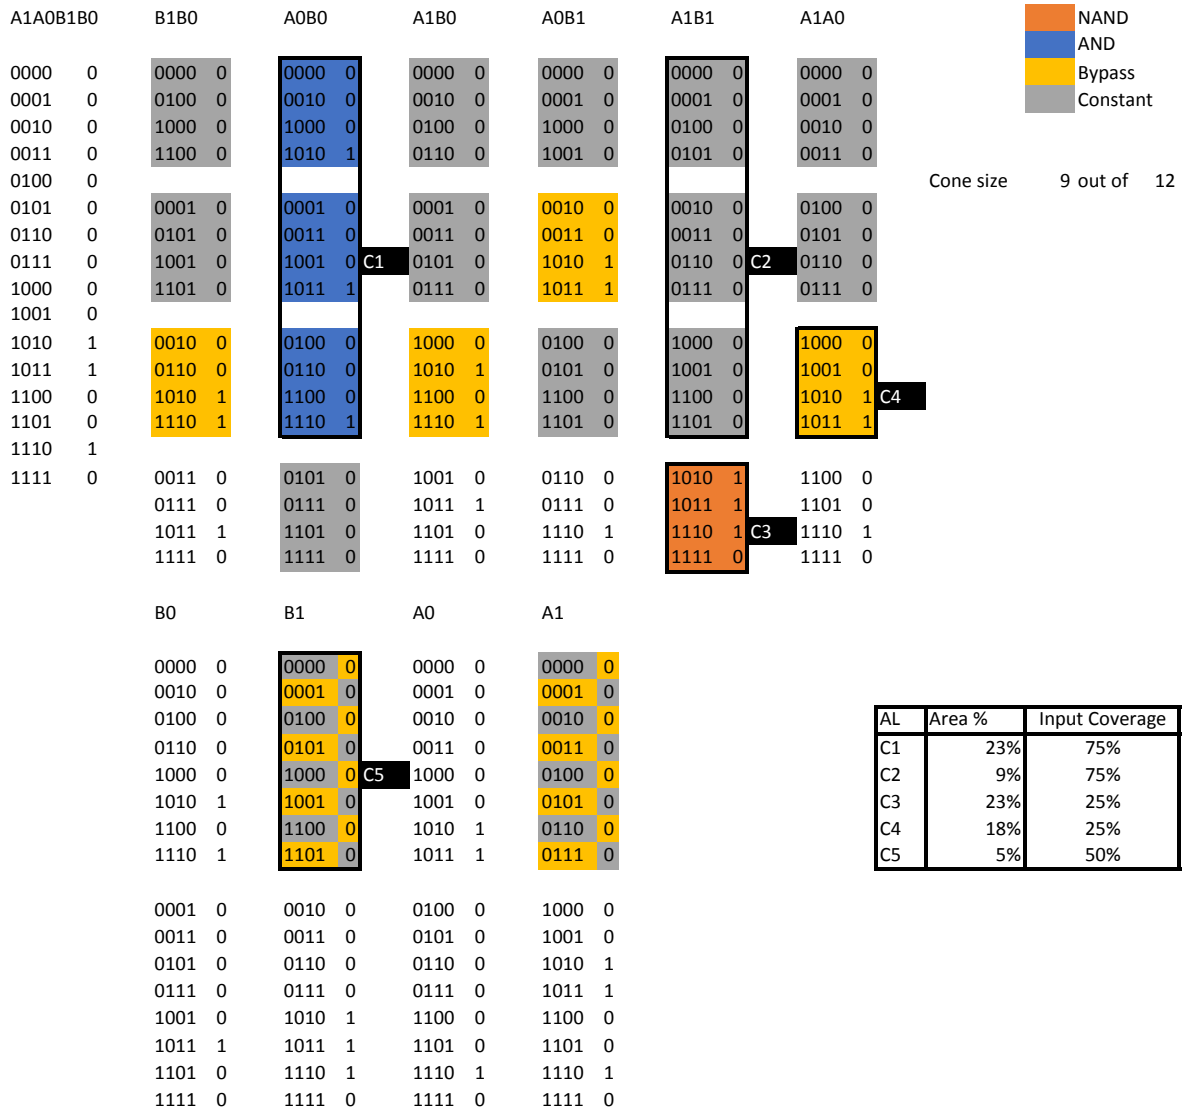 A1A0B1B0 B1B0 A0B0 A1B0 A0B1 A1B1 A1A0 NAND
AND
0000 0 0000 0 0000 0 0000 0 0000 0 0000 0 0000 0 Bypass
0001 0 0100 0 0010 0 0010 0 0001 0 0001 0 0001 0 Constant
0010 0 1000 0 1000 0 0100 0 1000 0 0100 0 0010 0
0011 0 1100 0 1010 1 0110 0 1001 0 0101 0 0011 0
0100 0 Cone size 9 out of 12
0101 0 0001 0 0001 0 0001 0 0010 0 0010 0 0100 0
0110 0 0101 0 0011 0 0011 0 0011 0 0011 0 0101 0
0111 0 1001 0 1001 0 C1 0101 0 1010 1 0110 0 C2 0110 0
1000 0 1101 0 1011 1 0111 0 1011 1 0111 0 0111 0
1001 0
1010 1 0010 0 0100 0 1000 0 0100 0 1000 0 1000 0
1011 1 0110 0 0110 0 1010 1 0101 0 1001 0 1001 0
1100 0 1010 1 1100 0 1100 0 1100 0 1100 0 1010 1 C4
1101 0 1110 1 1110 1 1110 1 1101 0 1101 0 1011 1
1110 1
1111 0 0011 0 0101 0 1001 0 0110 0 1010 1 1100 0
0111 0 0111 0 1011 1 0111 0 1011 1 1101 0
1011 1 1101 0 1101 0 1110 1 1110 1 C3 1110 1
1111 0 1111 0 1111 0 1111 0 1111 0 1111 0
B0 B1 A0 A1
0000 0 0000 0 0000 0 0000 0
0010 0 0001 0 0001 0 0001 0
0100 0 0100 0 0010 0 0010 0
0110 0 0101 0 0011 0 0011 0
1000 0 1000 0 C5 1000 0 0100 0
1010 1 1001 0 1001 0 0101 0
1100 0 1100 0 1010 1 0110 0
1110 1 1101 0 1011 1 0111 0
0001 0 0010 0 0100 0 1000 0
0011 0 0011 0 0101 0 1001 0
0101 0 0110 0 0110 0 1010 1
0111 0 0111 0 0111 0 1011 1
1001 0 1010 1 1100 0 1100 0
1011 1 1011 1 1101 0 1101 0
1101 0 1110 1 1110 1 1110 1
1111 0 1111 0 1111 0 1111 0
AL Area % Input Coverage
C1 23% 75%
C2 9% 75%
C3 23% 25%
C4 18% 25%
C5 5% 50%